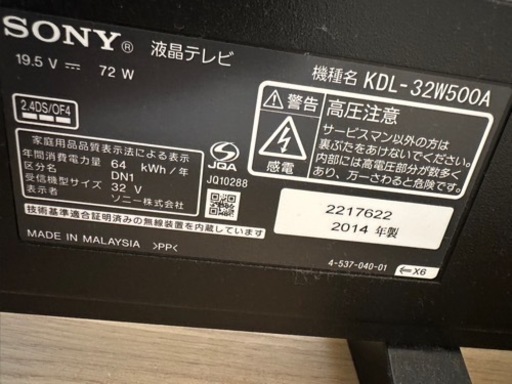 SONY® 液晶テレビ
19.5 V ⎓ 72 W
機種名 KDL-32W500A
2.4DS/OF4
家庭用品品質表示法による表示
年間消費電力量 64 kWh/年
区分名 DN1
受信機型サイズ 32 V
表示者 ソニー株式会社
JQA
JQ10288
警告
感電
高圧注意
サービスマン以外の方は
裏ぶたをあけないでください。
内部には高電圧部分が数多く
あり、万一さわると危険です。
技術基準適合証明済みの無線装置を内蔵しています。
MADE IN MALAYSIA >PP<
2217622
2014 年製
4-537-040-01
X6